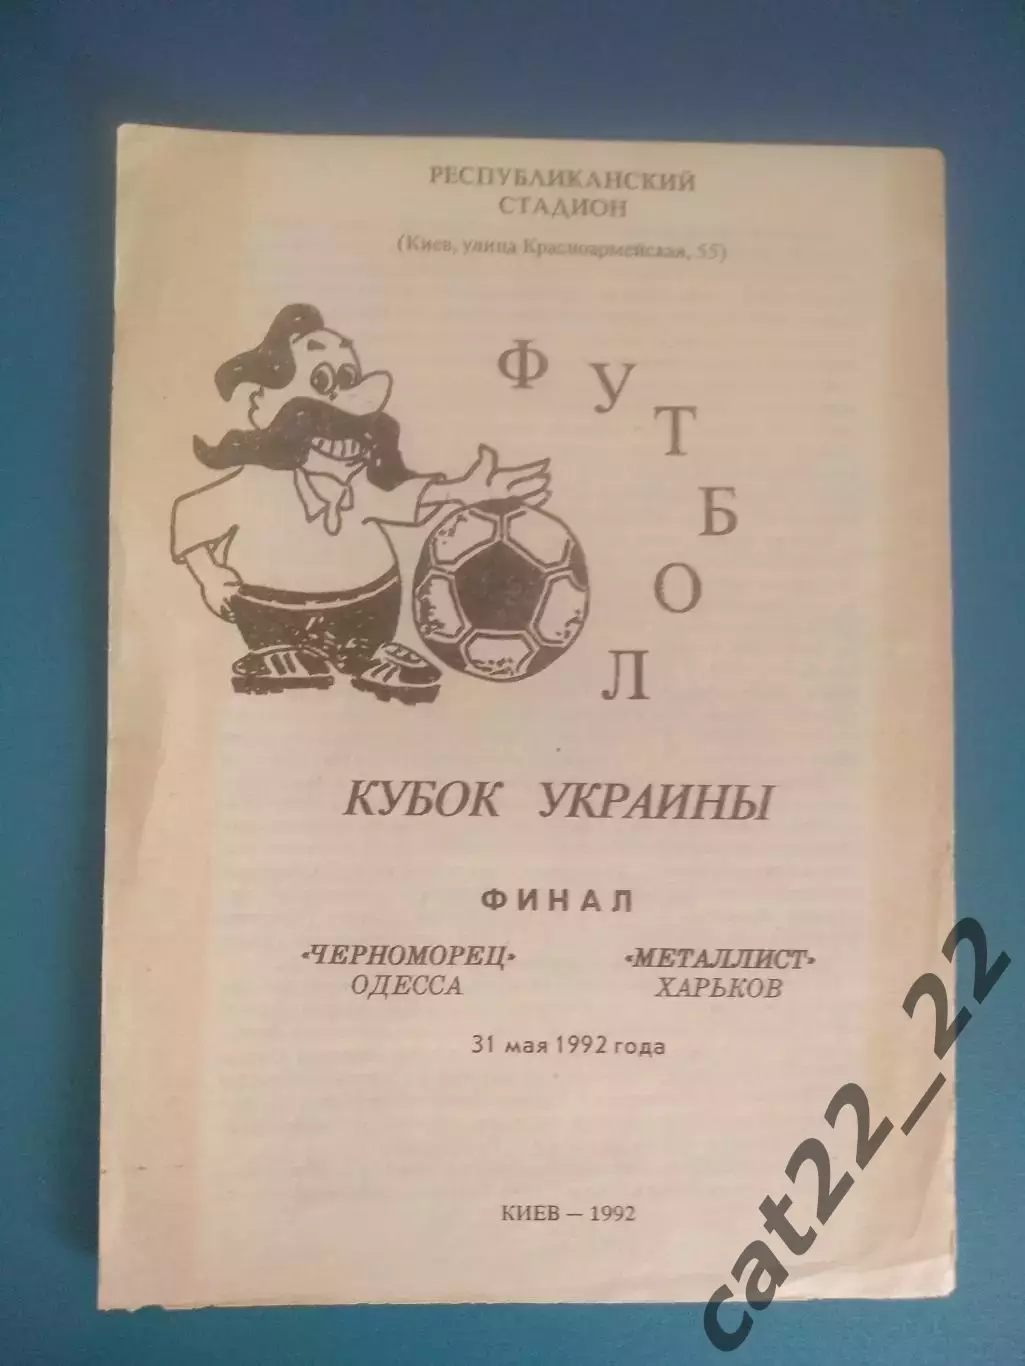 РЕСПУБЛИКАНСКИЙ
СТАДИОН
(Киев, улица Красноармейская, 55)
ФУТБОЛ
КУБОК УКРАИНЫ
ФИНАЛ
«ЧЕРНОМОРЕЦ» «МЕТАЛЛИСТ»
ОДЕССА ХАРЬКОВ
31 мая 1992 года
КИЕВ — 1992
cat22_22